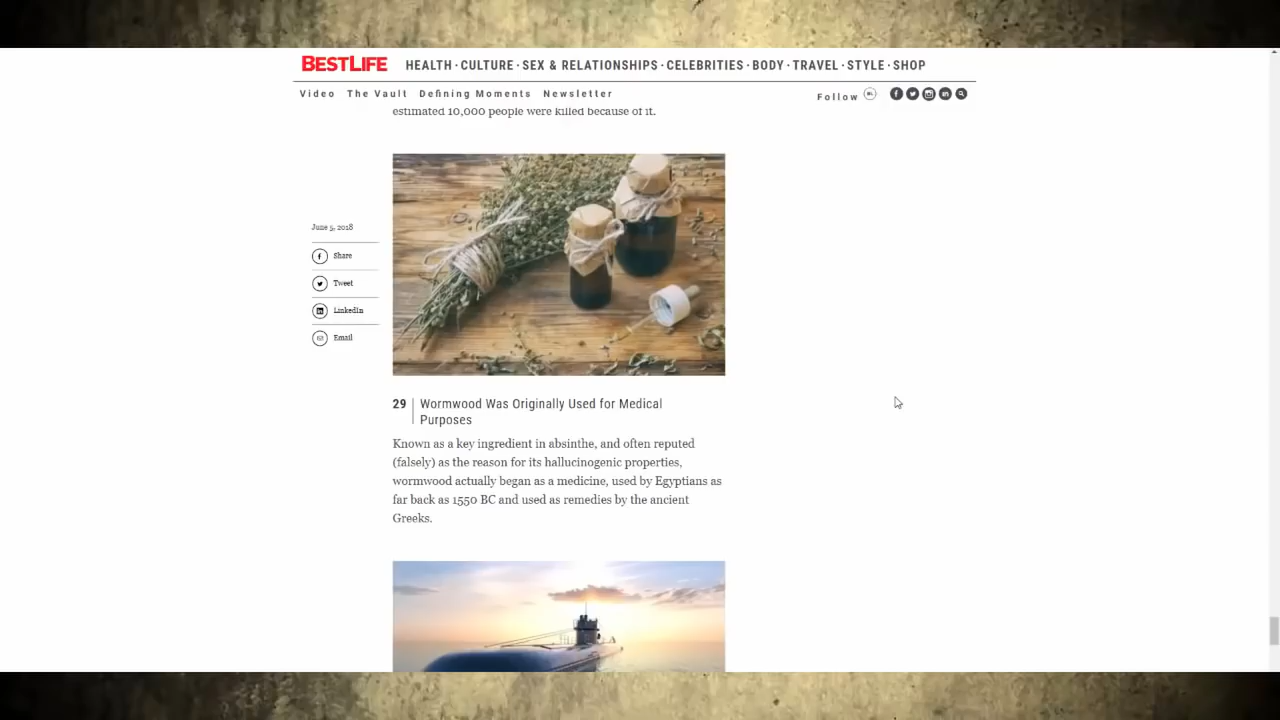 BESTLIFE
HEALTH · CULTURE · SEX & RELATIONSHIPS · CELEBRITIES · BODY · TRAVEL · STYLE · SHOP
Video The Vault Defining Moments Newsletter
Follow
estimated 10,000 people were killed because of it.
June 5, 2018
Share
Tweet
LinkedIn
Email
29 Wormwood Was Originally Used for Medical
Purposes
Known as a key ingredient in absinthe, and often reputed
(falsely) as the reason for its hallucinogenic properties,
wormwood actually began as a medicine, used by Egyptians as
far back as 1550 BC and used as remedies by the ancient
Greeks.